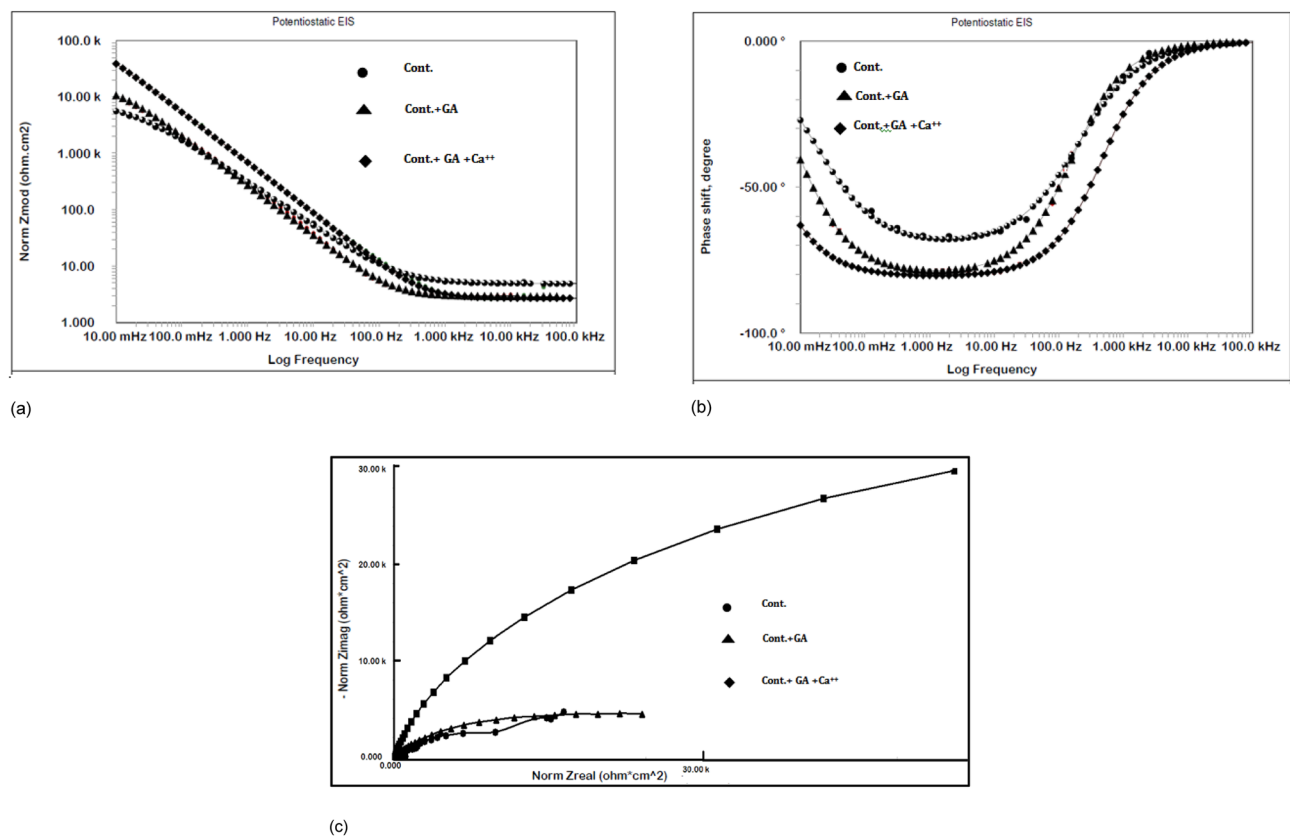 Potentiostatic EIS
100.0 k
10.00 k
1.000 k
100.0
10.00
1.000
Norm Zmod (ohm.cm2)
Cont.
Cont.+GA
Cont.+ GA +Ca++
10.00 mHz 100.0 mHz 1.000 Hz 10.00 Hz 100.0 Hz 1.000 kHz 10.00 kHz 100.0 kHz
Log Frequency
(a)
Potentiostatic EIS
0.000 °
-50.00 °
-100.0 °
Phase shift, degree
Cont.
Cont.+GA
Cont.+GA +Ca++
10.00 mHz 100.0 mHz 1.000 Hz 10.00 Hz 100.0 Hz 1.000 kHz 10.00 kHz 100.0 kHz
Log Frequency
(b)
30.00 k
20.00 k
10.00 k
0.000
- Norm Zimag (ohm*cm^2)
Cont.
Cont.+GA
Cont.+ GA +Ca++
0.000 30.00 k
Norm Zreal (ohm*cm^2)
(c)